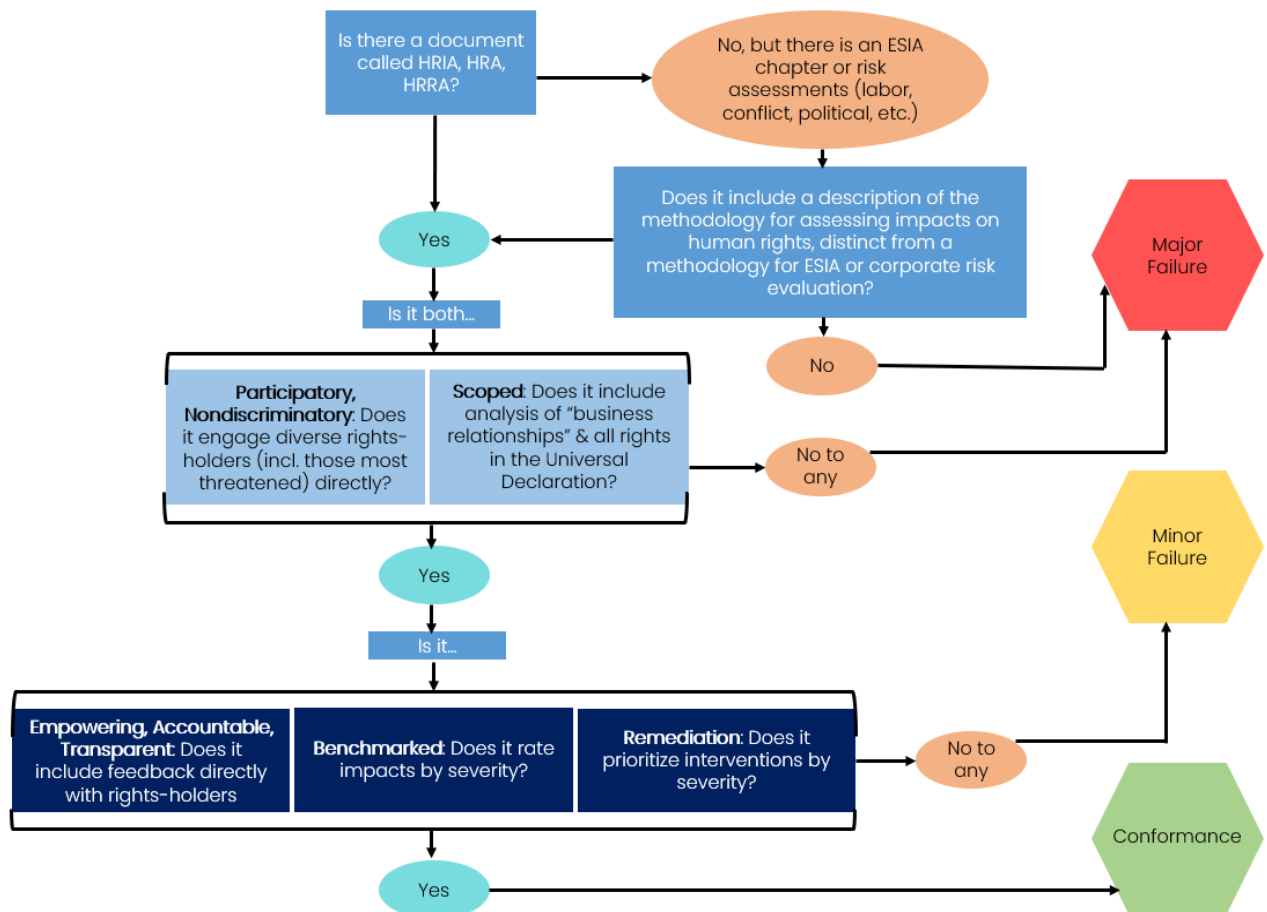 Is there a document
called HRIA, HRA,
HRRA?
No, but there is an ESIA
chapter or risk
assessments (labor,
conflict, political, etc.)
Does it include a description of the
methodology for assessing impacts on
human rights, distinct from a
methodology for ESIA or corporate risk
evaluation?
Major
Failure
Yes
Is it both...
No
Participatory,
Nondiscriminatory: Does
it engage diverse rights-
holders (incl. those most
threatened) directly?
Scoped: Does it include
analysis of “business
relationships” & all rights
in the Universal
Declaration?
No to
any
Minor
Failure
Yes
Is it...
Empowering, Accountable,
Transparent: Does it
include feedback directly
with rights-holders
Benchmarked: Does it rate
impacts by severity?
Remediation: Does it
prioritize interventions by
severity?
No to
any
Conformance
Yes